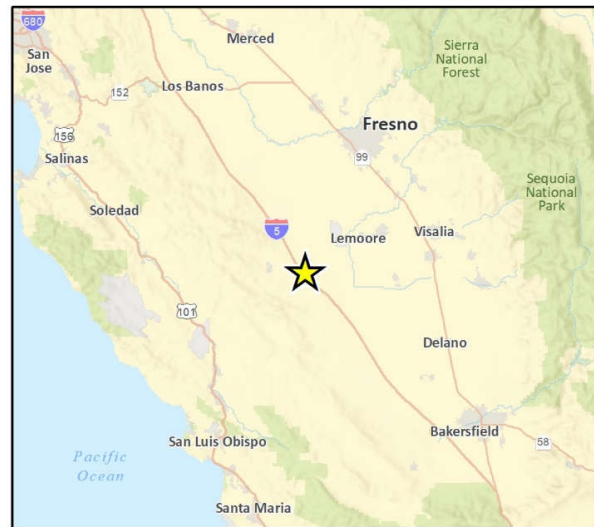 680
Merced
San
Jose
Sierra
National
Forest
Los Banos
152
Fresno
156
99
Salinas
Sequoia
National
Park
Soledad
5
Lemoore
Visalia
101
Delano
San Luis Obispo
Bakersfield
58
Pacific
Ocean
Santa Maria